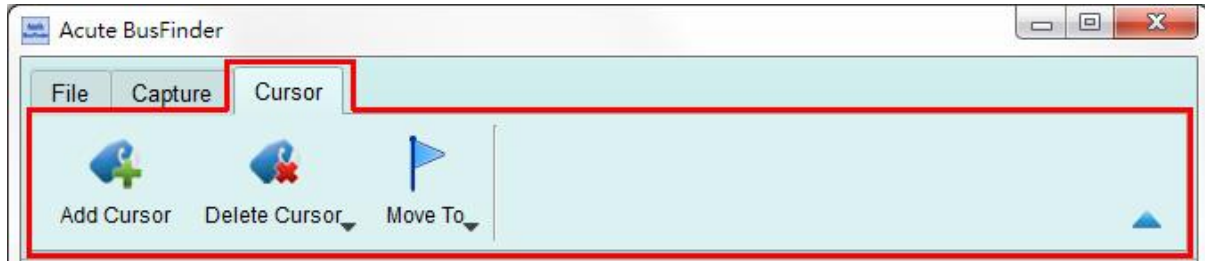 Acute BusFinder
File Capture Cursor
Add Cursor Delete Cursor Move To